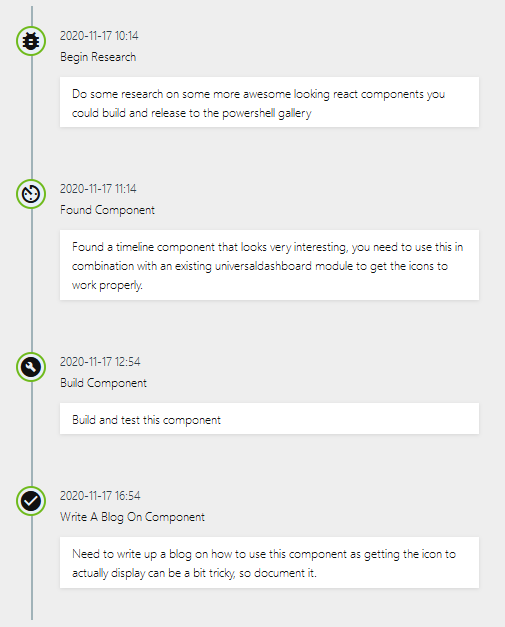 2020-11-17 10:14
Begin Research
Do some research on some more awesome looking react components you
could build and release to the powershell gallery
2020-11-17 11:14
Found Component
Found a timeline component that looks very interesting, you need to use this in
combination with an existing universaldashboard module to get the icons to
work properly.
2020-11-17 12:54
Build Component
Build and test this component
2020-11-17 16:54
Write A Blog On Component
Need to write up a blog on how to use this component as getting the icon to
actually display can be a bit tricky, so document it.